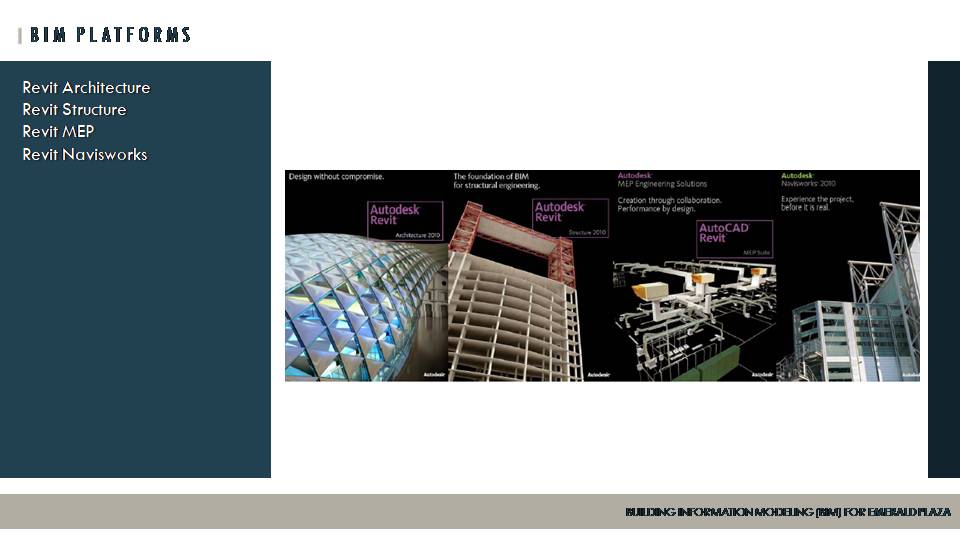 BIM PLATFORMS
Revit Architecture
Revit Structure
Revit MEP
Revit Navisworks
Design without compromise.
Autodesk
Revit
Architecture 2010
Autodesk
The foundation of BIM
for structural engineering.
Autodesk
Revit
Structure 2010
Autodesk
Autodesk
MEP Engineering Solutions
Creation through collaboration.
Performance by design.
AutoCAD
Revit
MEP Suite
Autodesk
Autodesk
Navisworks 2010
Experience the project,
before it is real.
Autodesk
BUILDING INFORMATION MODELING (BIM) FOR EMERALD PLAZA